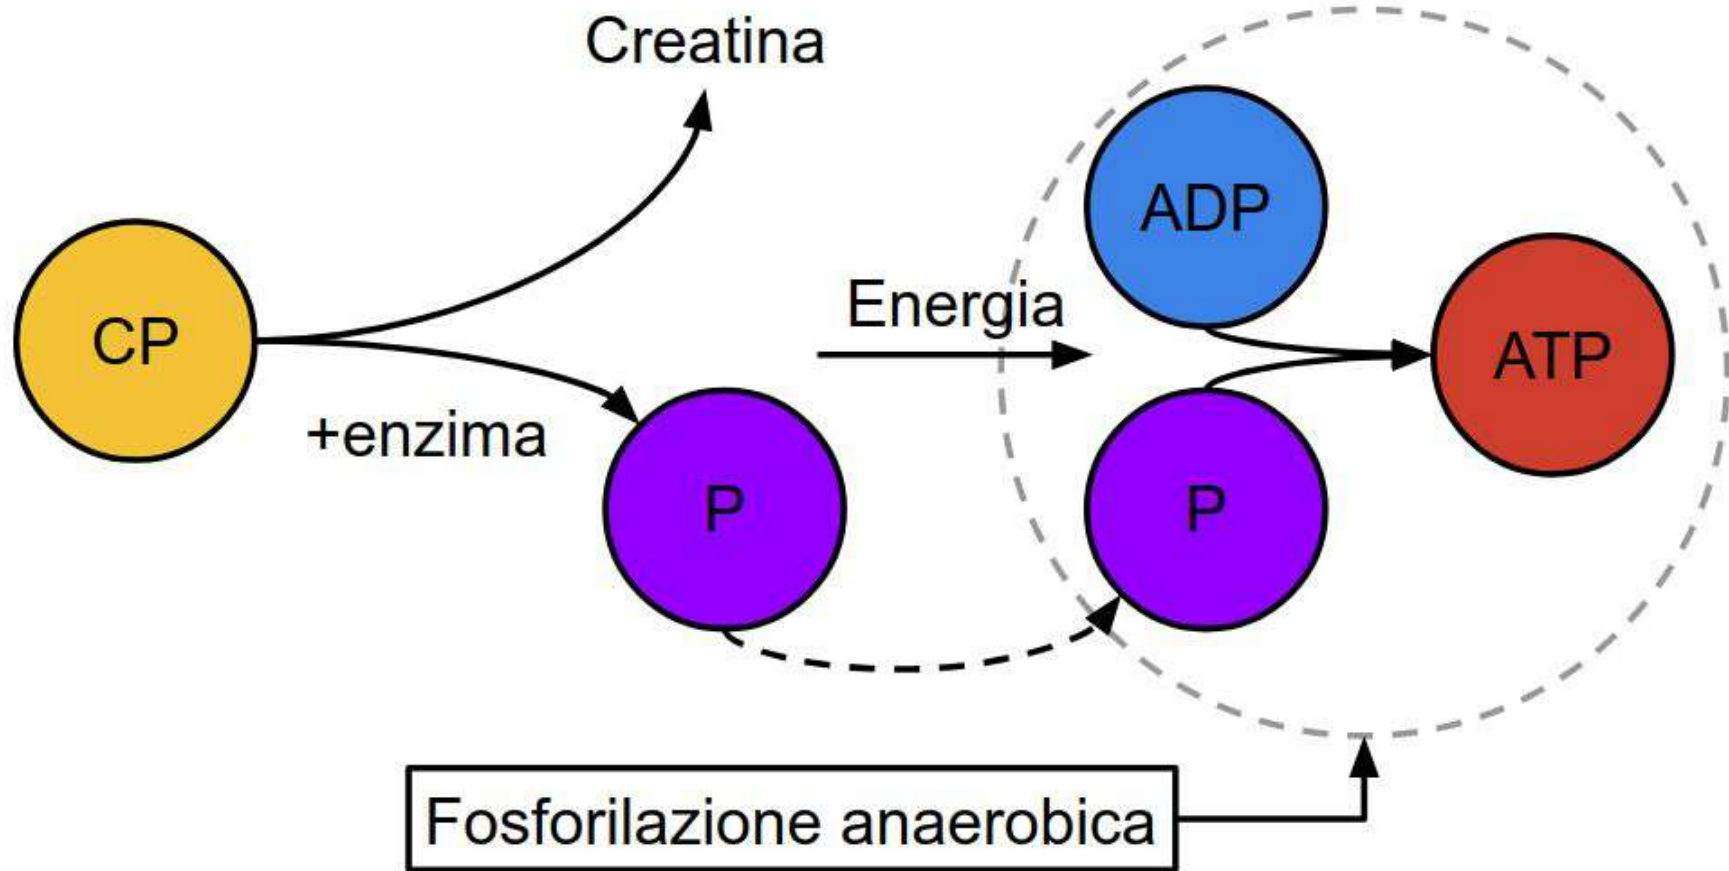 Creatina
ADP
CP
Energia
ATP
+enzima
P
P
Fosforilazione anaerobica